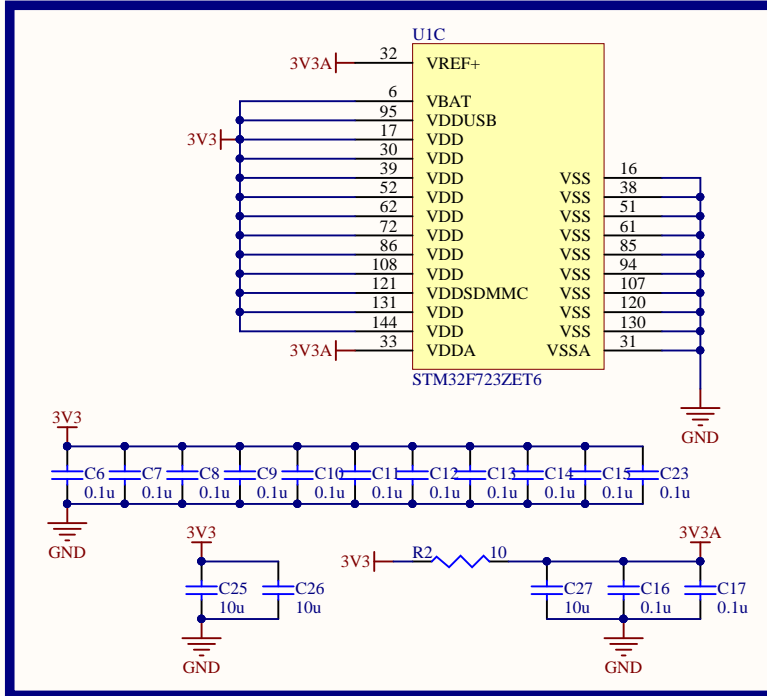 U1C
3V3A 32 VREF+
6 VBAT
95 VDDUSB
3V3 17 VDD
30 VDD
39 VDD VSS 16
52 VDD VSS 38
62 VDD VSS 51
72 VDD VSS 61
86 VDD VSS 85
108 VDD VSS 94
121 VDDSDMMC VSS 107
131 VDD VSS 120
144 VDD VSS 130
3V3A 33 VDDA VSSA 31
STM32F723ZET6
GND
3V3
C6 C7 C8 C9 C10 C11 C12 C13 C14 C15 C23
0.1u 0.1u 0.1u 0.1u 0.1u 0.1u 0.1u 0.1u 0.1u 0.1u 0.1u
GND
3V3 3V3A
3V3 R2 10
C25 C26 C27 C16 C17
10u 10u 10u 0.1u 0.1u
GND GND